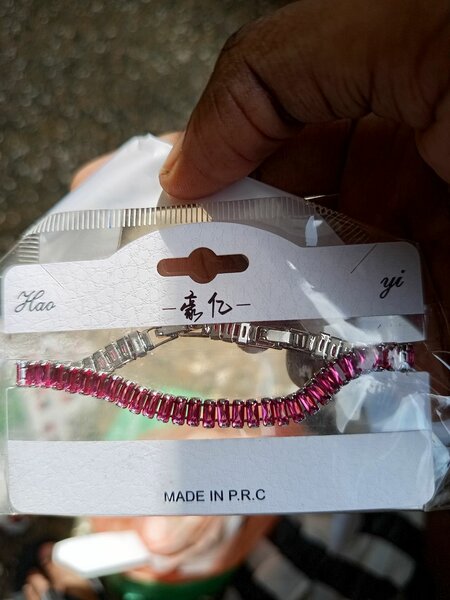 Hao
—豪亿—
yi
MADE IN P.R.C